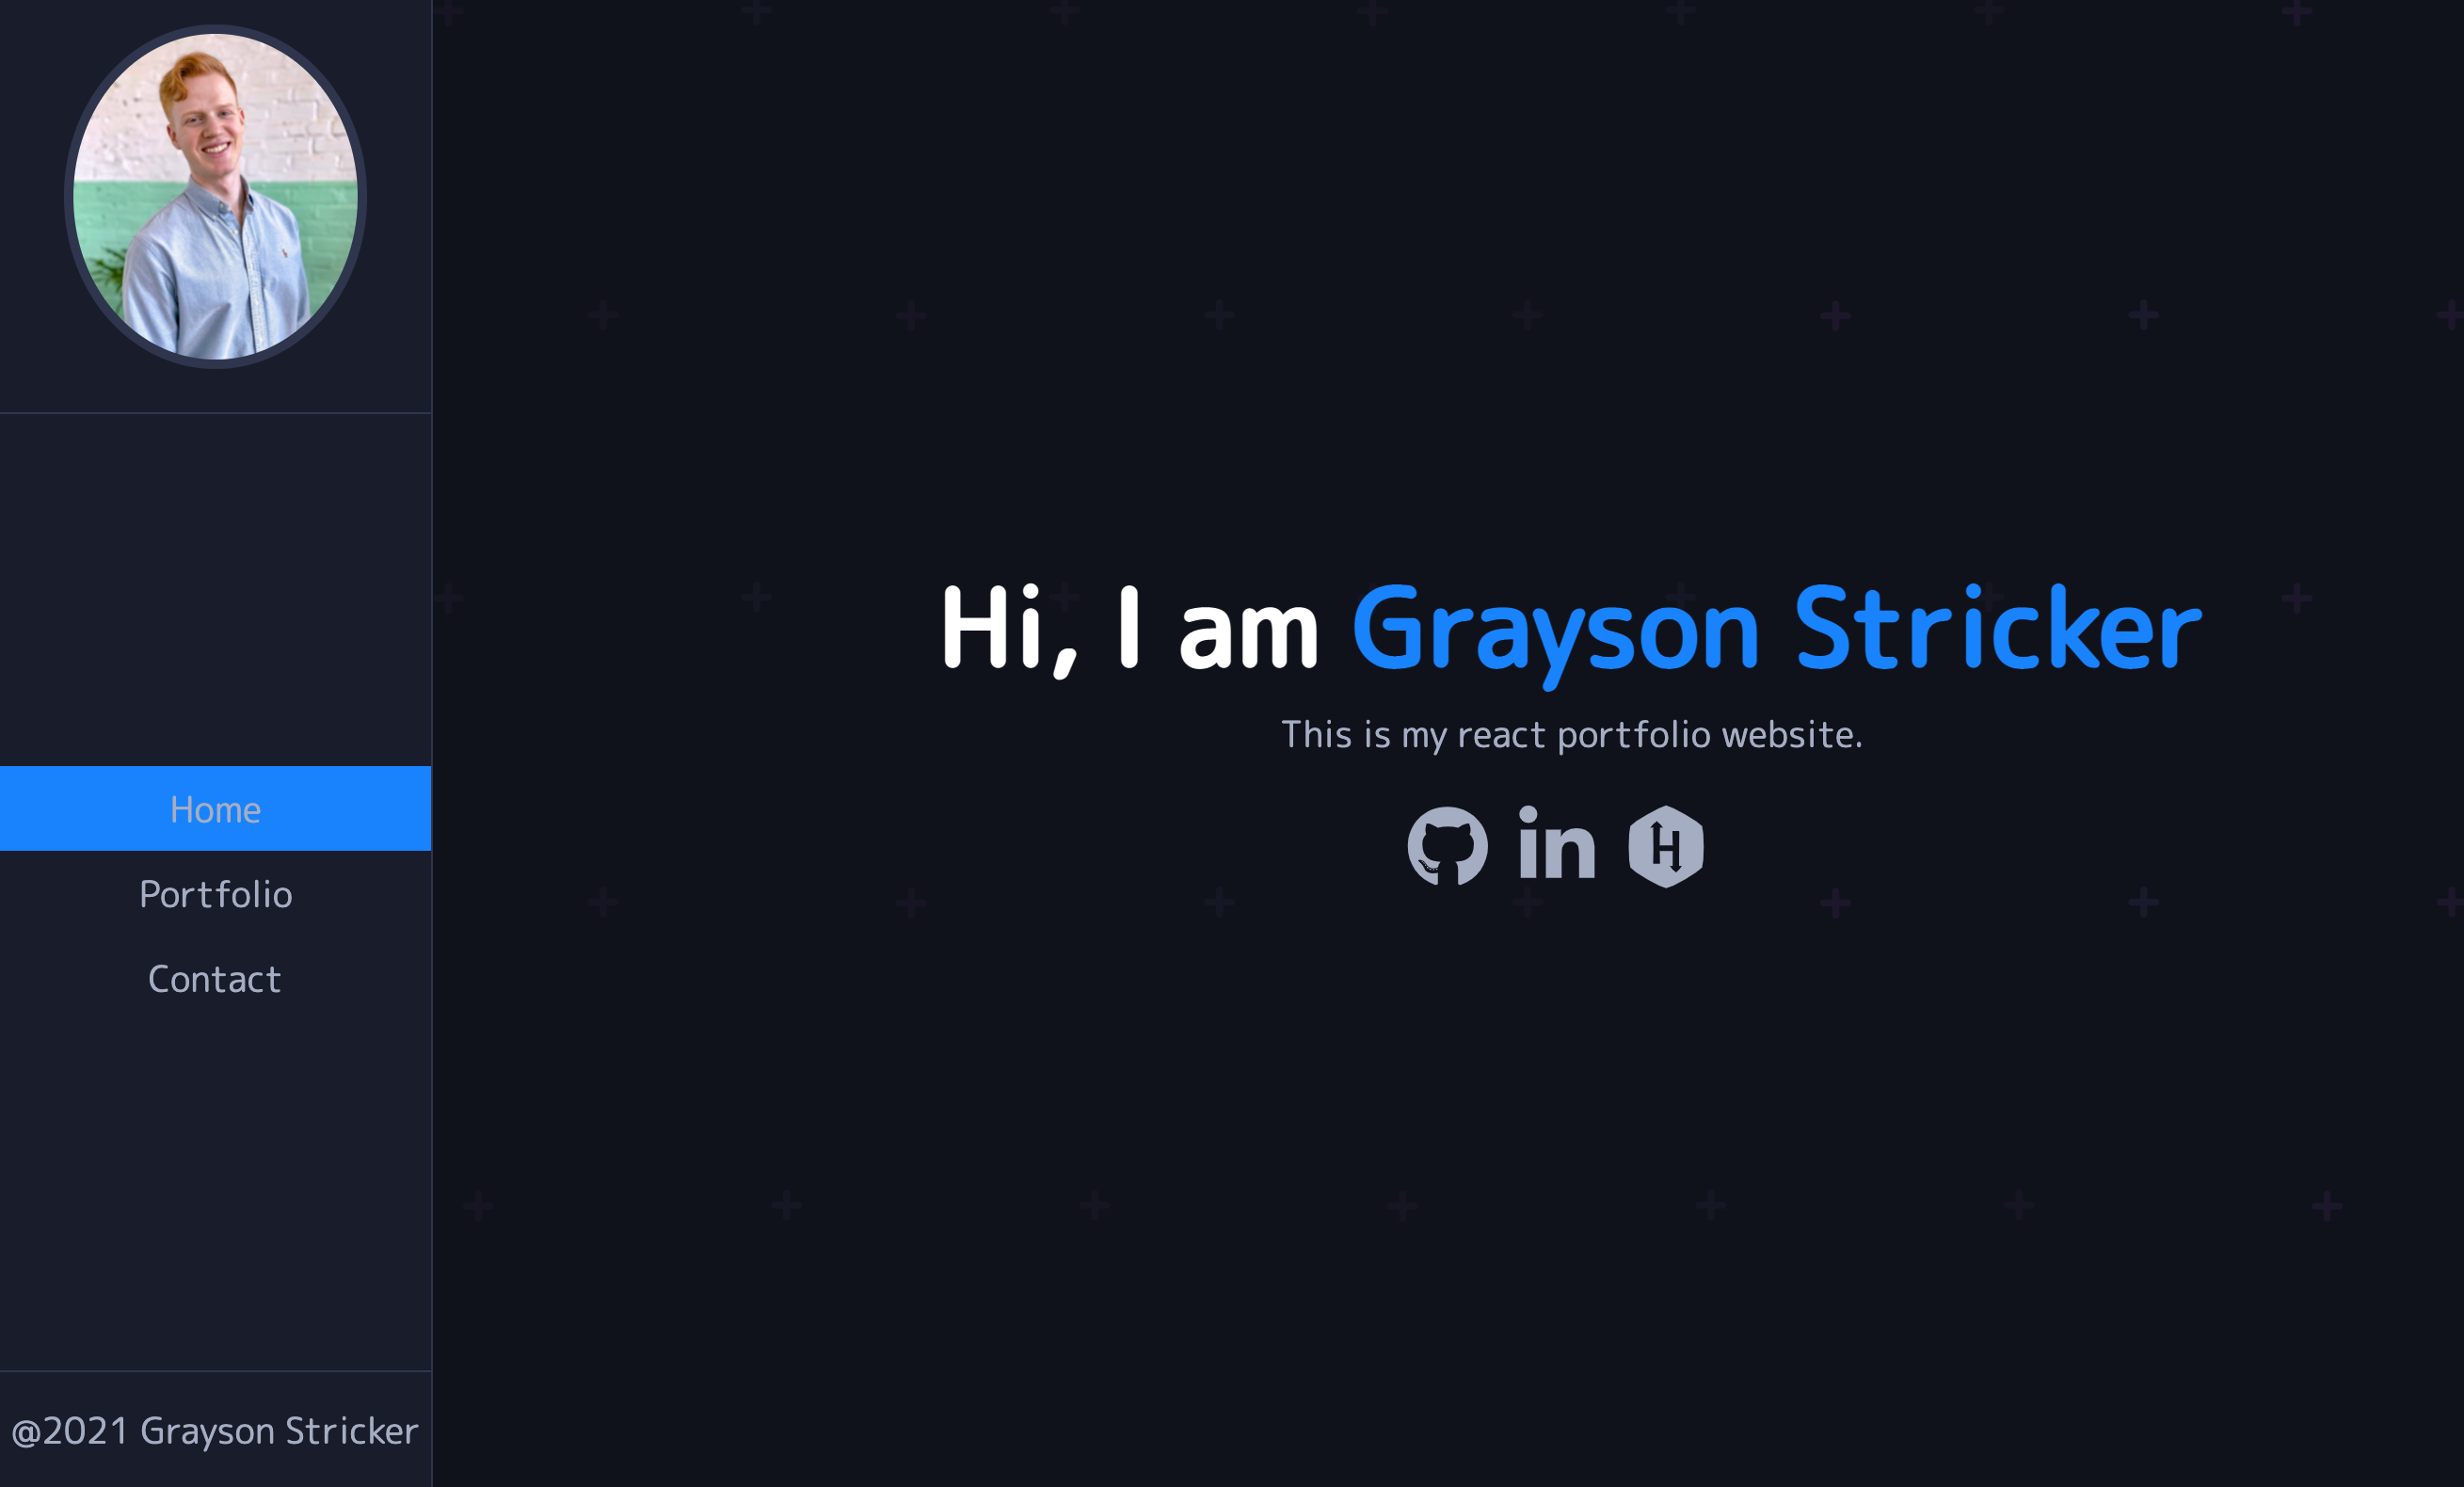 Home
Portfolio
Contact
@2021 Grayson Stricker
Hi, I am Grayson Stricker
This is my react portfolio website.
in
H